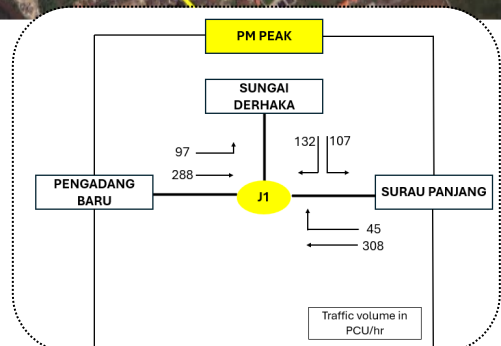 PM PEAK
SUNGAI
DERHAKA
132 107
97
288
PENGADANG
BARU
J1
SURAU PANJANG
45
308
Traffic volume in
PCU/hr